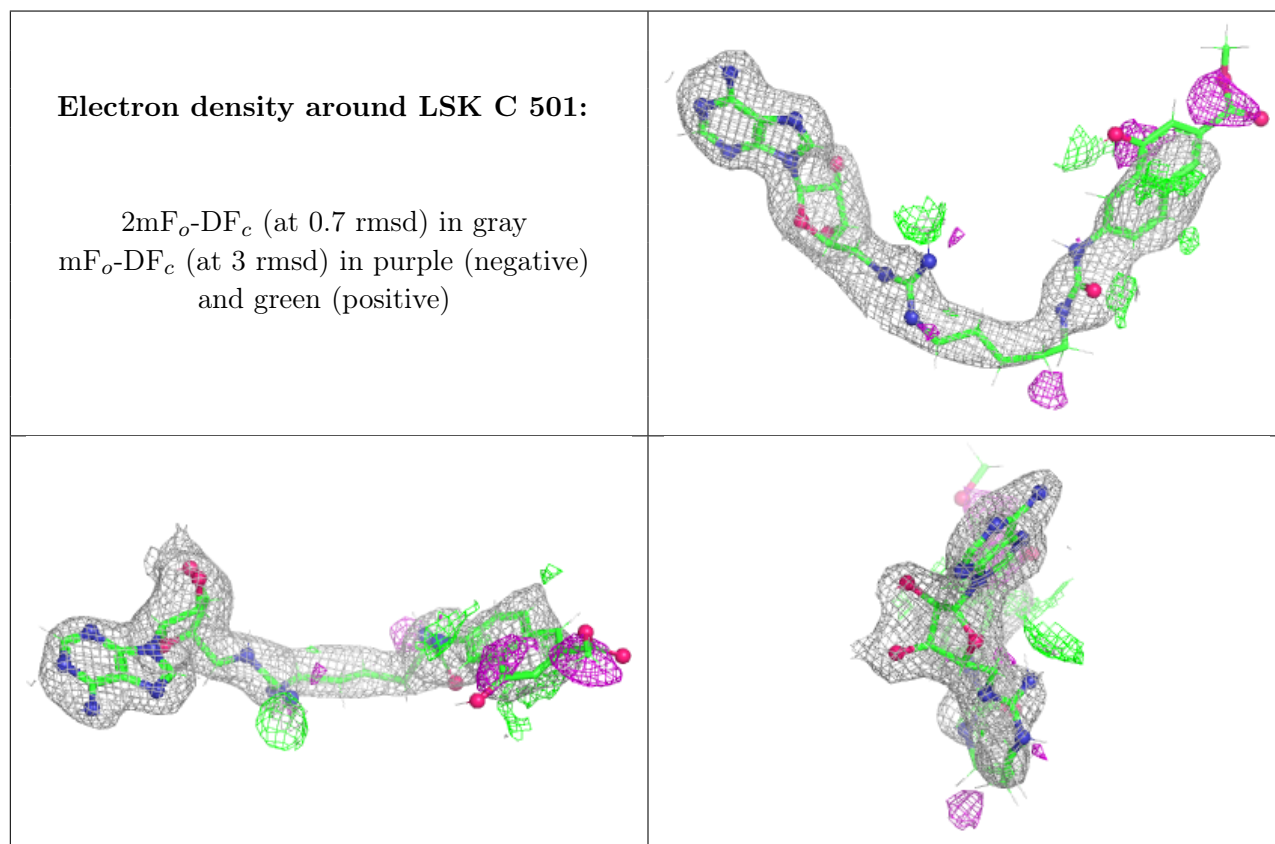 Electron density around LSK C 501:
2mFo-DFc (at 0.7 rmsd) in gray
mFo-DFc (at 3 rmsd) in purple (negative)
and green (positive)